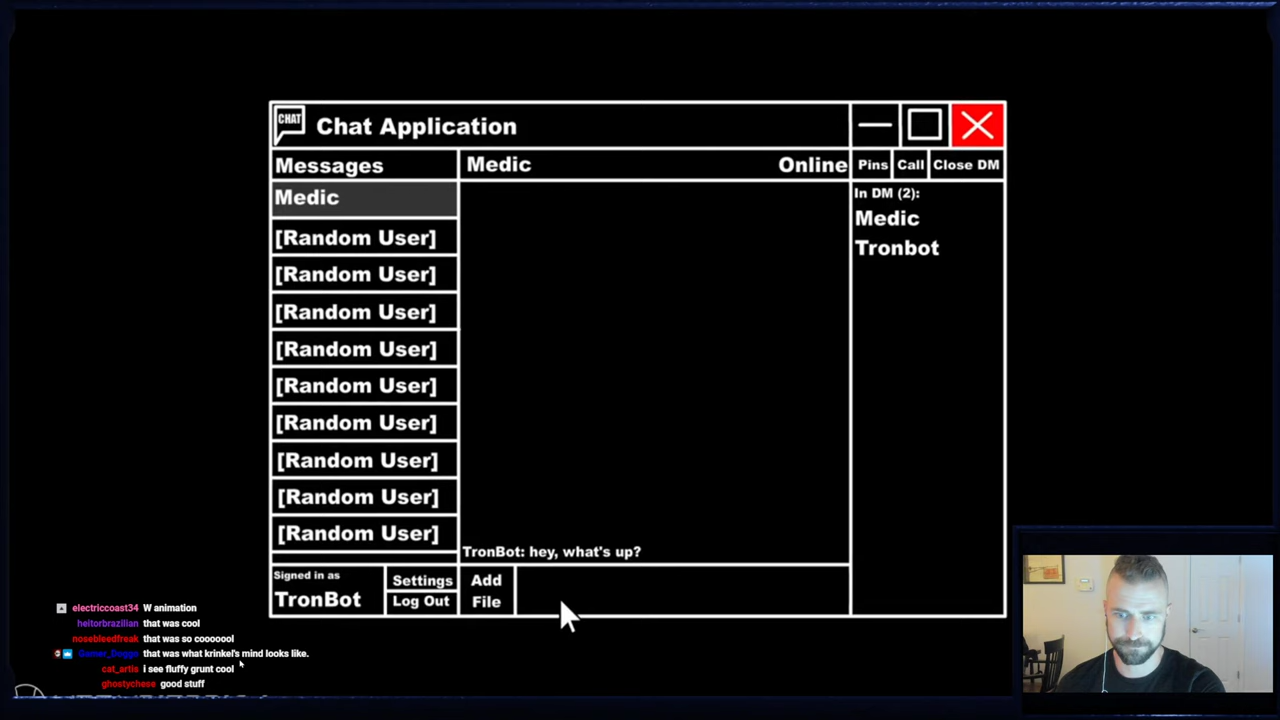 CHAT
Chat Application
Messages
Medic
Online
Pins
Call
Close DM
Medic
[Random User]
[Random User]
[Random User]
[Random User]
[Random User]
[Random User]
[Random User]
[Random User]
[Random User]
In DM (2):
Medic
Tronbot
TronBot: hey, what's up?
Signed in as
TronBot
Settings
Log Out
Add
File
electriccoast34 W animation
heitorbrazilian that was cool
nosebleedfreak that was so cooooool
Gamer_Doggo that was what krinkel's mind looks like.
cat_artis i see fluffy grunt cool
ghostychese good stuff